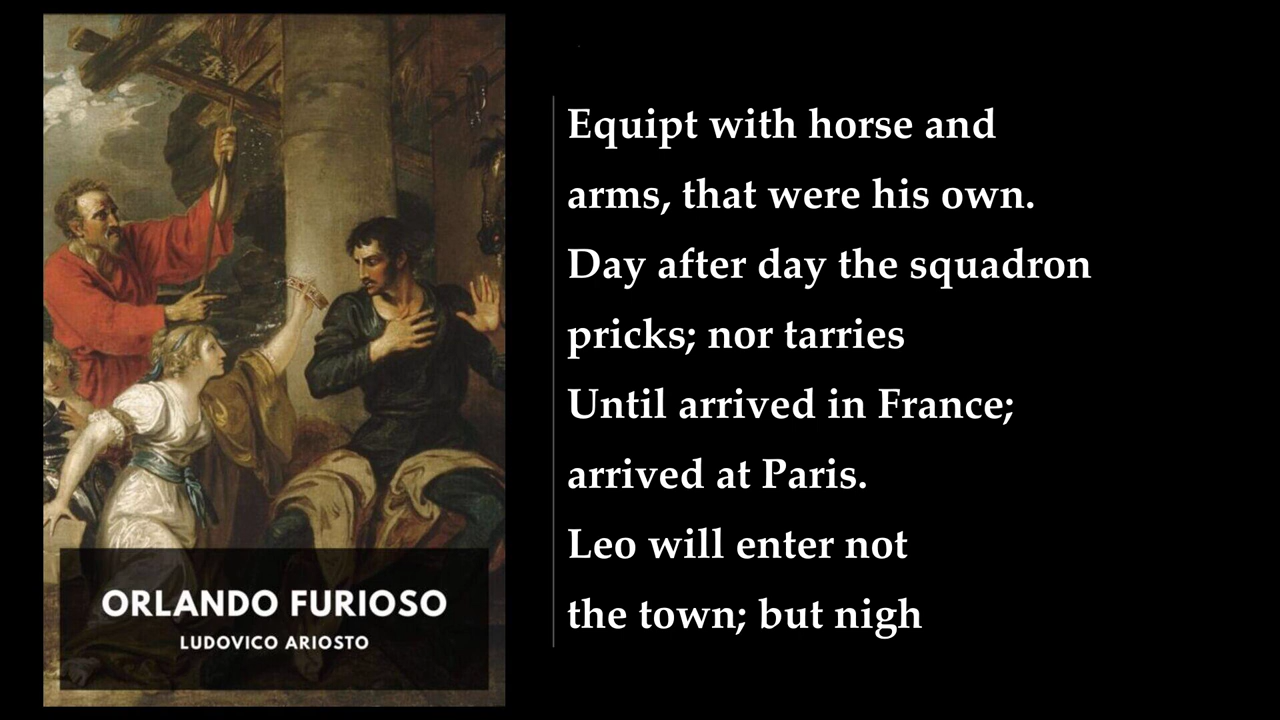 ORLANDO FURIOSO
LUDOVICO ARIOSTO
Equipt with horse and
arms, that were his own.
Day after day the squadron
pricks; nor tarries
Until arrived in France;
arrived at Paris.
Leo will enter not
the town; but nigh